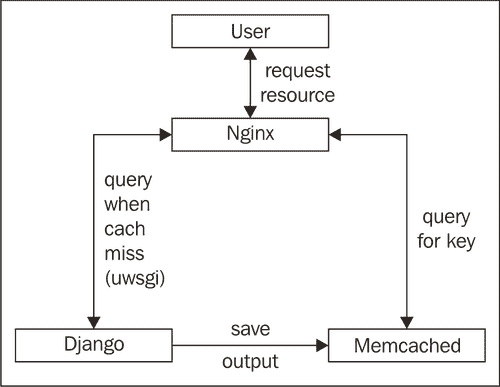 User
request
resource
Nginx
query
when
cach
miss
(uwsgi)
query
for key
Django
save
output
Memcached